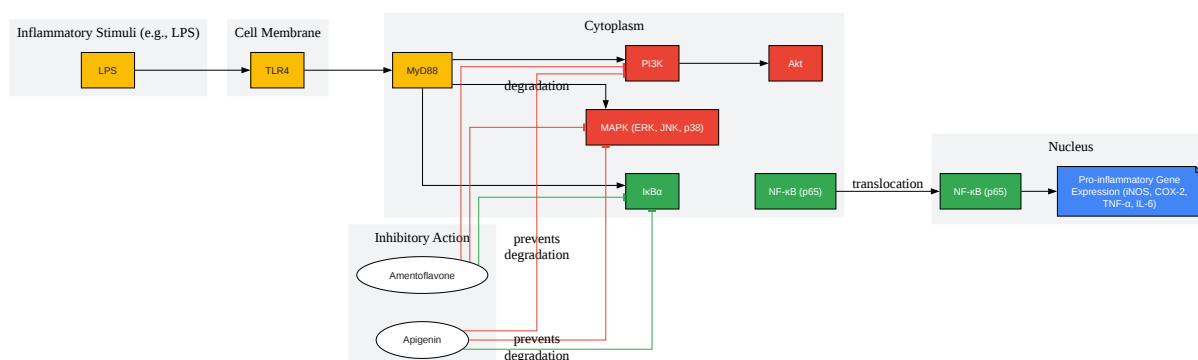 Inflammatory Stimuli (e.g., LPS)
LPS
Cell Membrane
TLR4
Cytoplasm
MyD88
PI3K
Akt
degradation
MAPK (ERK, JNK, p38)
IκBα
NF-κB (p65)
translocation
Nucleus
NF-κB (p65)
Pro-inflammatory Gene
Expression (iNOS, COX-2,
TNF-α, IL-6)
Inhibitory Action
Amentoflavone
prevents
degradation
Apigenin
prevents
degradation